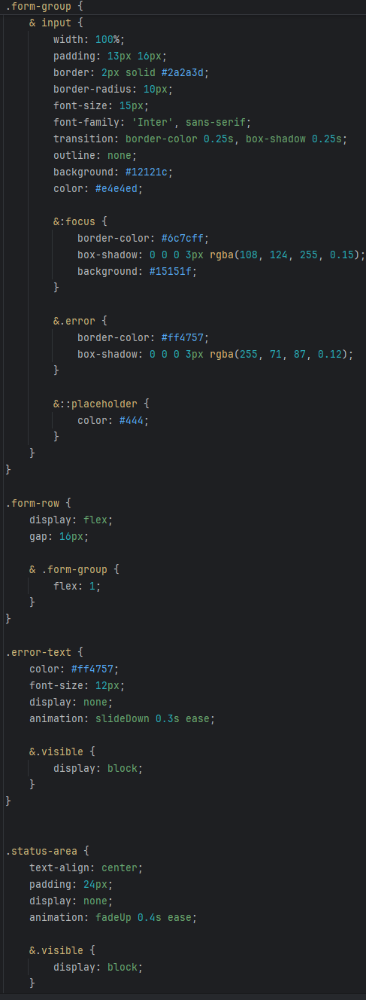 .form-group {
    & input {
        width: 100%;
        padding: 13px 16px;
        border: 2px solid #2a2a3d;
        border-radius: 10px;
        font-size: 15px;
        font-family: 'Inter', sans-serif;
        transition: border-color 0.25s, box-shadow 0.25s;
        outline: none;
        background: #12121c;
        color: #e4e4ed;

        &:focus {
            border-color: #6c7cff;
            box-shadow: 0 0 0 3px rgba(108, 124, 255, 0.15);
            background: #15151f;
        }

        &.error {
            border-color: #ff4757;
            box-shadow: 0 0 0 3px rgba(255, 71, 87, 0.12);
        }

        &::placeholder {
            color: #444;
        }
    }
}

.form-row {
    display: flex;
    gap: 16px;

    & .form-group {
        flex: 1;
    }
}

.error-text {
    color: #ff4757;
    font-size: 12px;
    display: none;
    animation: slideDown 0.3s ease;

    &.visible {
        display: block;
    }
}

.status-area {
    text-align: center;
    padding: 24px;
    display: none;
    animation: fadeUp 0.4s ease;

    &.visible {
        display: block;
    }